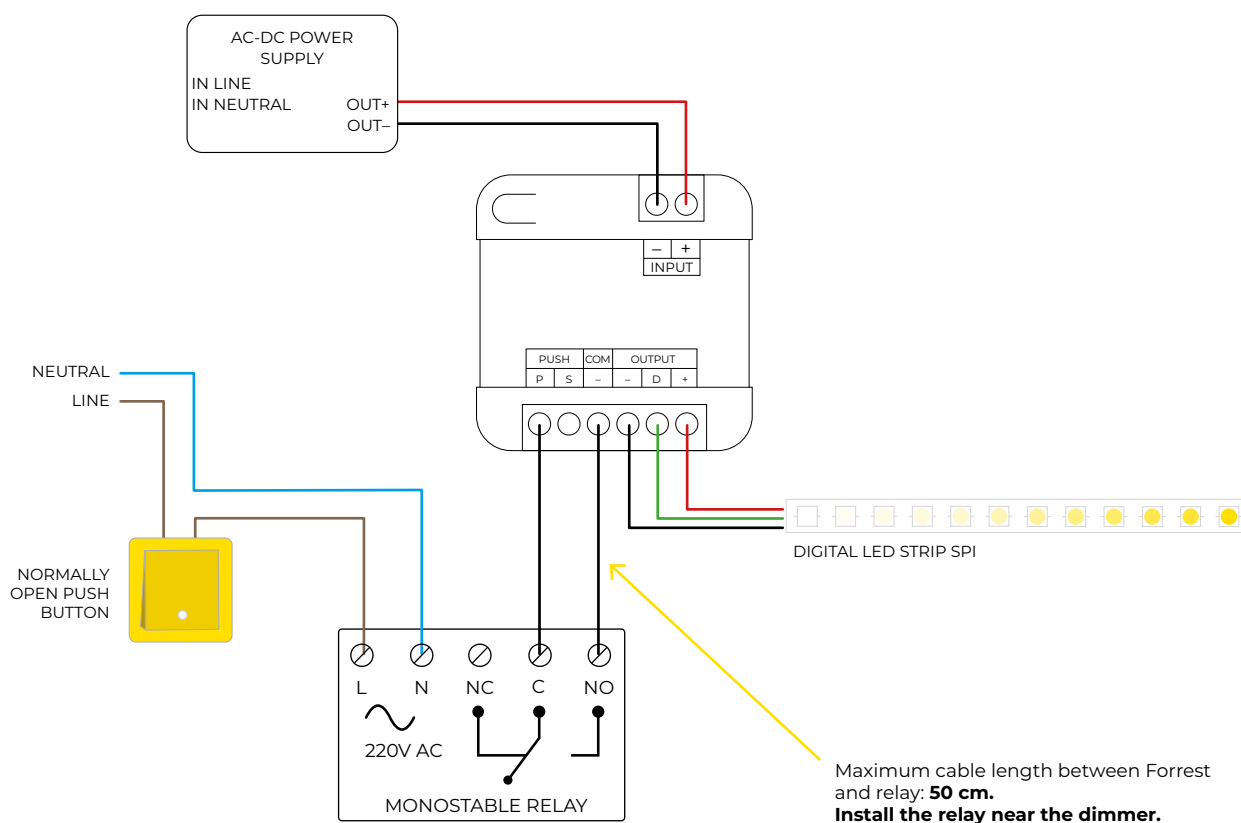 AC-DC POWER
SUPPLY
IN LINE
IN NEUTRAL
OUT+
OUT–
– +
INPUT
PUSH COM OUTPUT
P S – – D +
NEUTRAL
LINE
NORMALLY
OPEN PUSH
BUTTON
DIGITAL LED STRIP SPI
L N NC C NO
220V AC
MONOSTABLE RELAY
Maximum cable length between Forrest
and relay: 50 cm.
Install the relay near the dimmer.